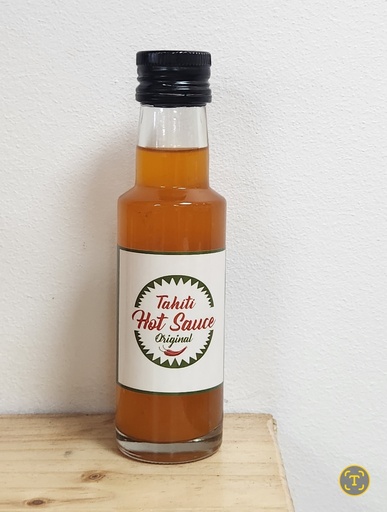 Tahiti
Hot Sauce
Original
T